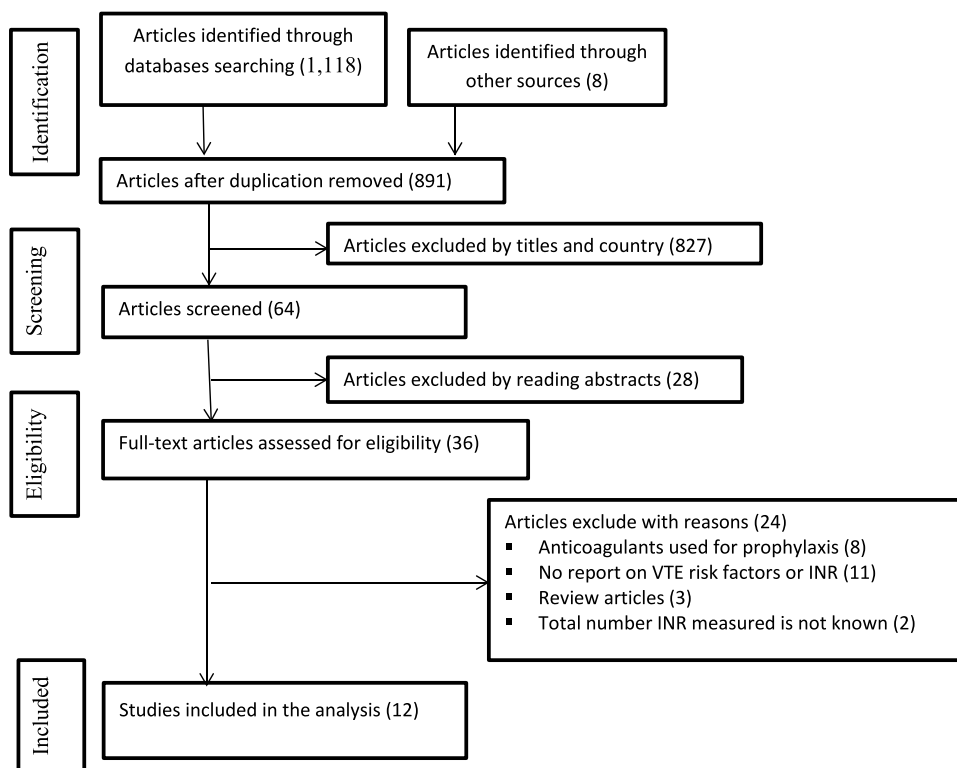 Identification
Articles identified through
databases searching (1,118)
Articles identified through
other sources (8)
Articles after duplication removed (891)
Screening
Articles excluded by titles and country (827)
Articles screened (64)
Articles excluded by reading abstracts (28)
Eligibility
Full-text articles assessed for eligibility (36)
Articles exclude with reasons (24)
▪ Anticoagulants used for prophylaxis (8)
▪ No report on VTE risk factors or INR (11)
▪ Review articles (3)
▪ Total number INR measured is not known (2)
Included
Studies included in the analysis (12)